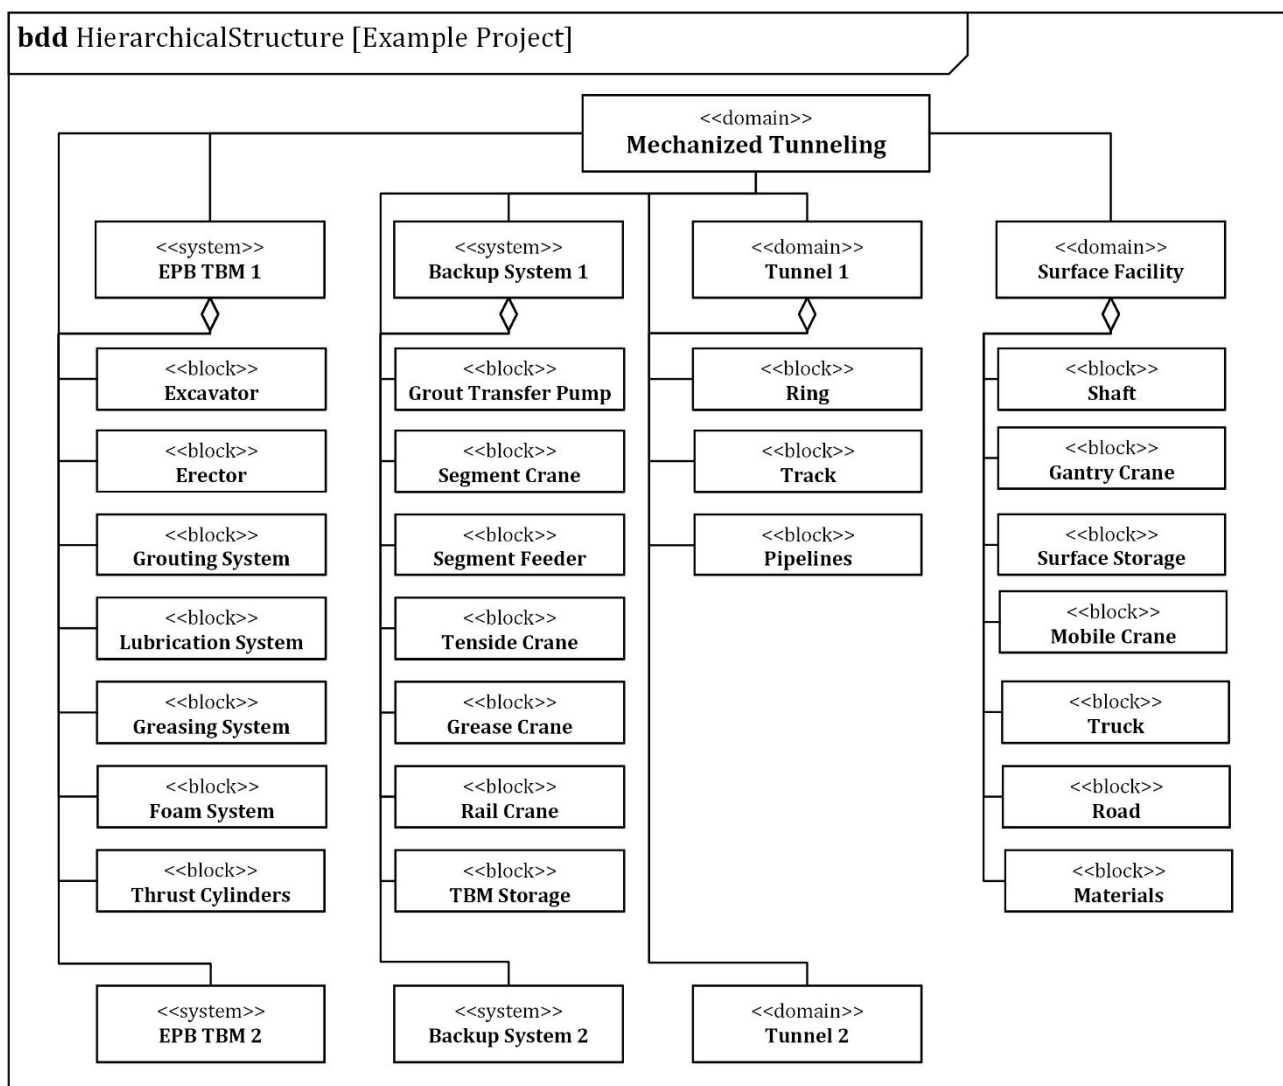 bdd HierarchicalStructure [Example Project]
<<domain>>
Mechanized Tunneling
<<system>>
EPB TBM 1
<<block>>
Excavator
<<block>>
Erector
<<block>>
Grouting System
<<block>>
Lubrication System
<<block>>
Greasing System
<<block>>
Foam System
<<block>>
Thrust Cylinders
<<system>>
EPB TBM 2
<<system>>
Backup System 1
<<block>>
Grout Transfer Pump
<<block>>
Segment Crane
<<block>>
Segment Feeder
<<block>>
Tenside Crane
<<block>>
Grease Crane
<<block>>
Rail Crane
<<block>>
TBM Storage
<<system>>
Backup System 2
<<domain>>
Tunnel 1
<<block>>
Ring
<<block>>
Track
<<block>>
Pipelines
<<domain>>
Tunnel 2
<<domain>>
Surface Facility
<<block>>
Shaft
<<block>>
Gantry Crane
<<block>>
Surface Storage
<<block>>
Mobile Crane
<<block>>
Truck
<<block>>
Road
<<block>>
Materials